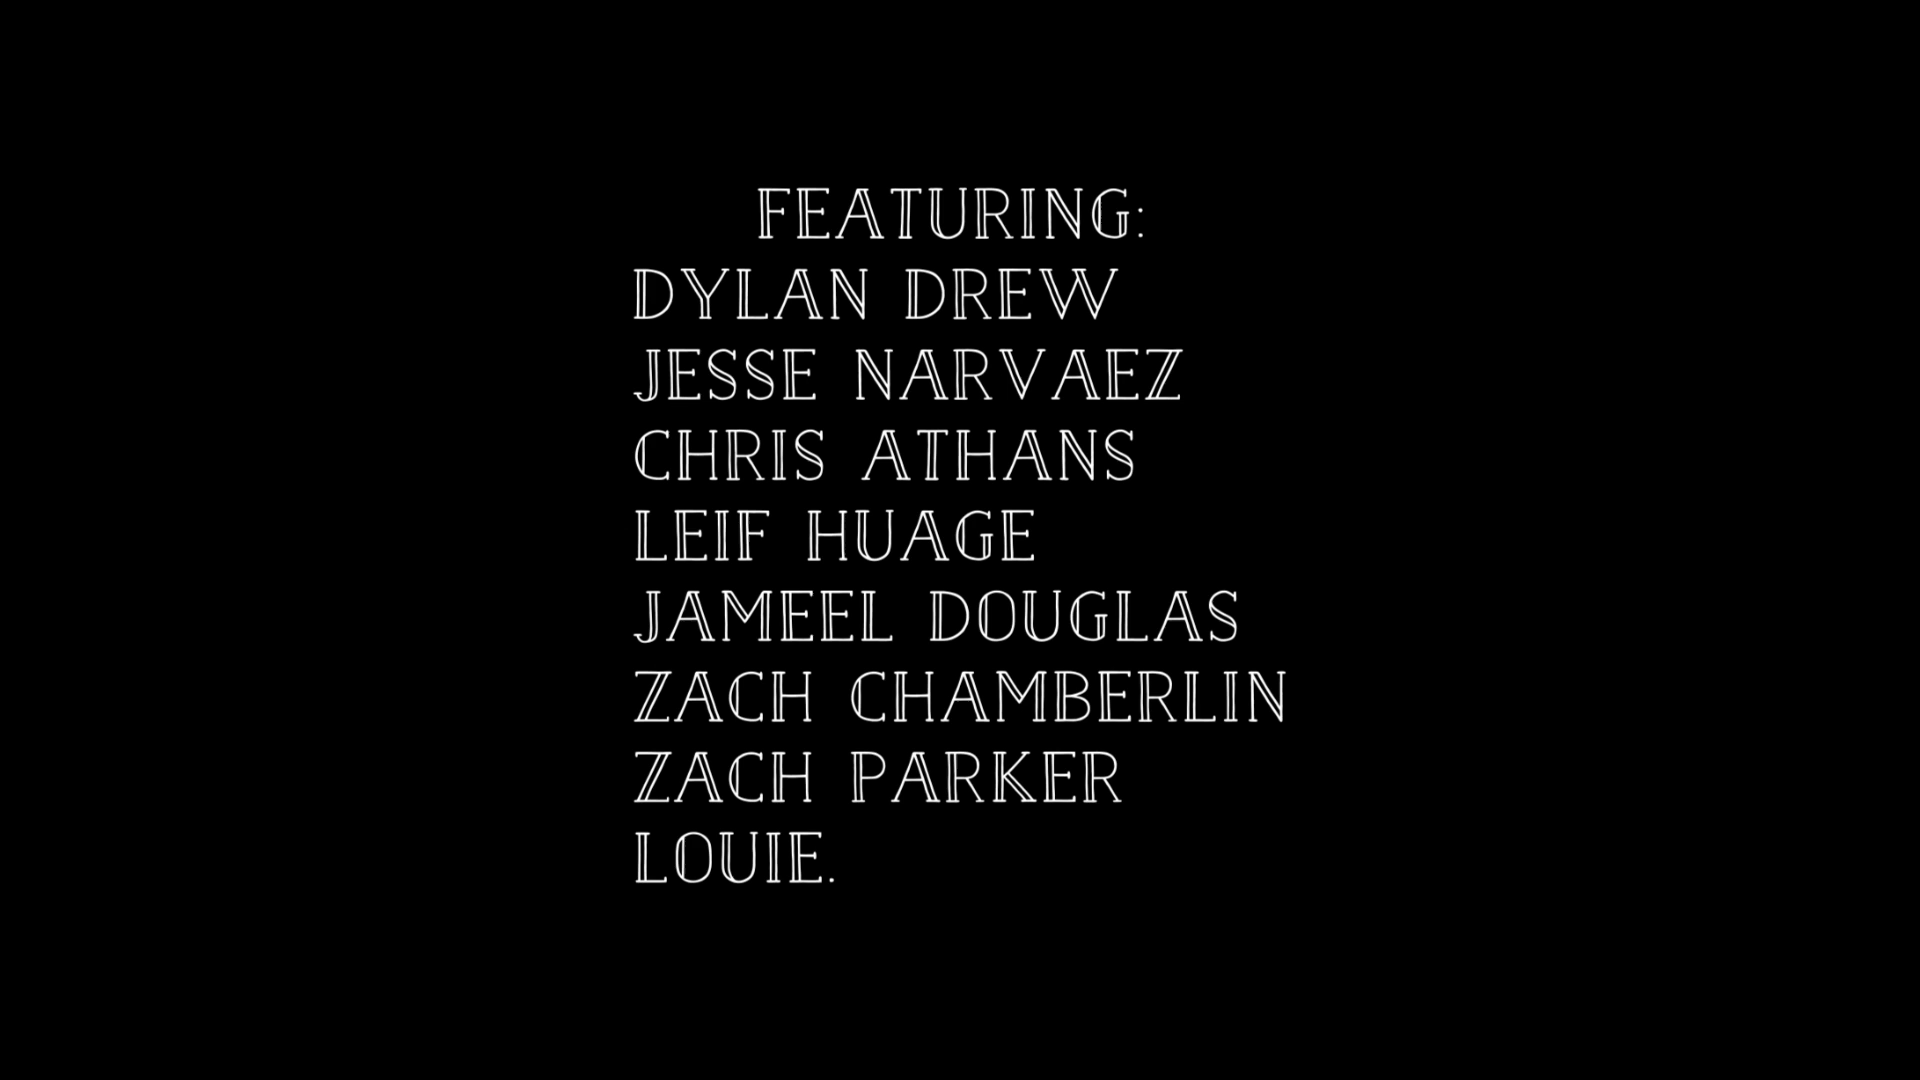 FEATURING:
DYLAN DREW
JESSE NARVAEZ
CHRIS ATHANS
LEIF HUAGE
JAMEEL DOUGLAS
ZACH CHAMBERLIN
ZACH PARKER
LOUIE.